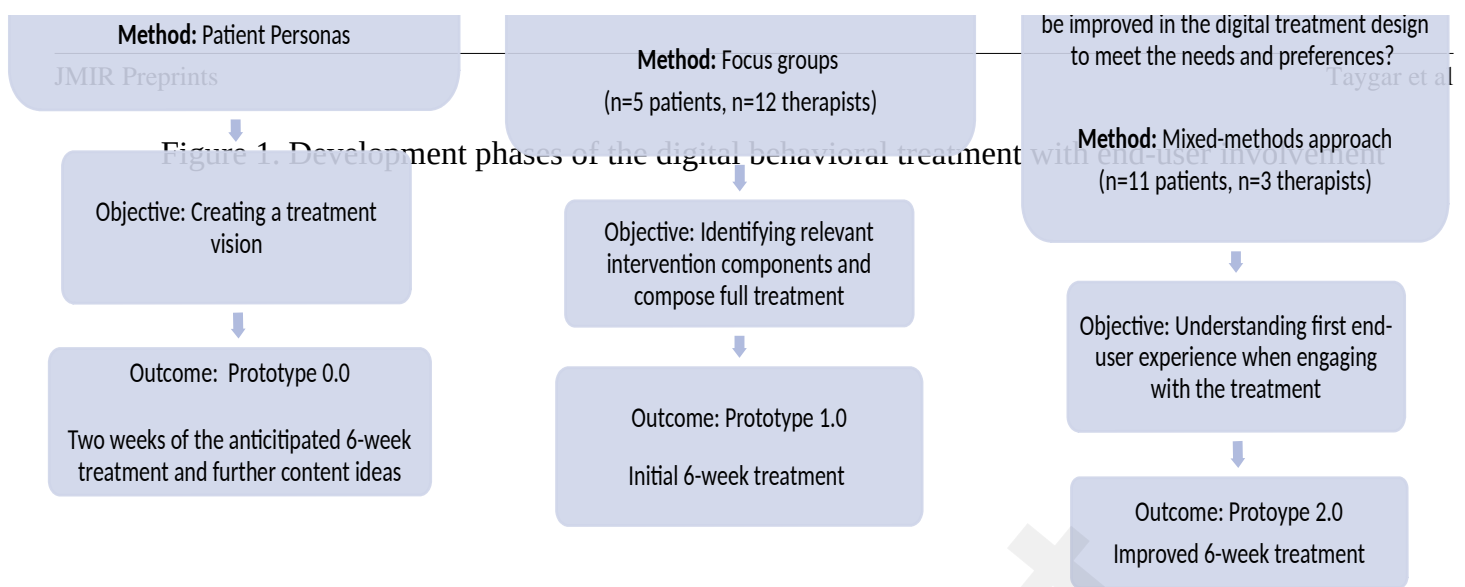 JMIR Preprints
Taygar et al
Figure 1. Development phases of the digital behavioral treatment with end-user involvement
Method: Patient Personas
Objective: Creating a treatment
vision
Outcome:  Prototype 0.0
Two weeks of the anticitipated 6-week
treatment and further content ideas
Method: Focus groups
(n=5 patients, n=12 therapists)
Objective: Identifying relevant
intervention components and
compose full treatment
Outcome: Prototype 1.0
Initial 6-week treatment
be improved in the digital treatment design
to meet the needs and preferences?
Method: Mixed-methods approach
(n=11 patients, n=3 therapists)
Objective: Understanding first end-
user experience when engaging
with the treatment
Outcome: Protoype 2.0
Improved 6-week treatment